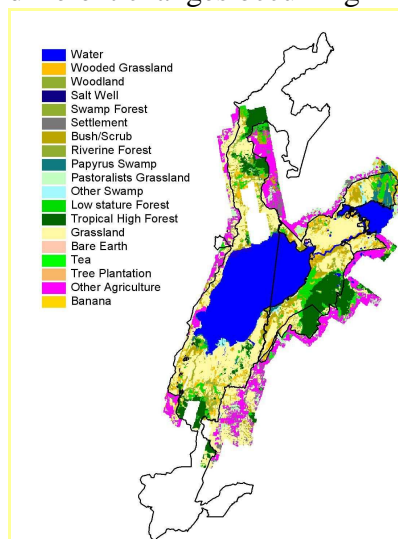 Water
Wooded Grassland
Woodland
Salt Well
Swamp Forest
Settlement
Bush/Scrub
Riverine Forest
Papyrus Swamp
Pastoralists Grassland
Other Swamp
Low stature Forest
Tropical High Forest
Grassland
Bare Earth
Tea
Tree Plantation
Other Agriculture
Banana